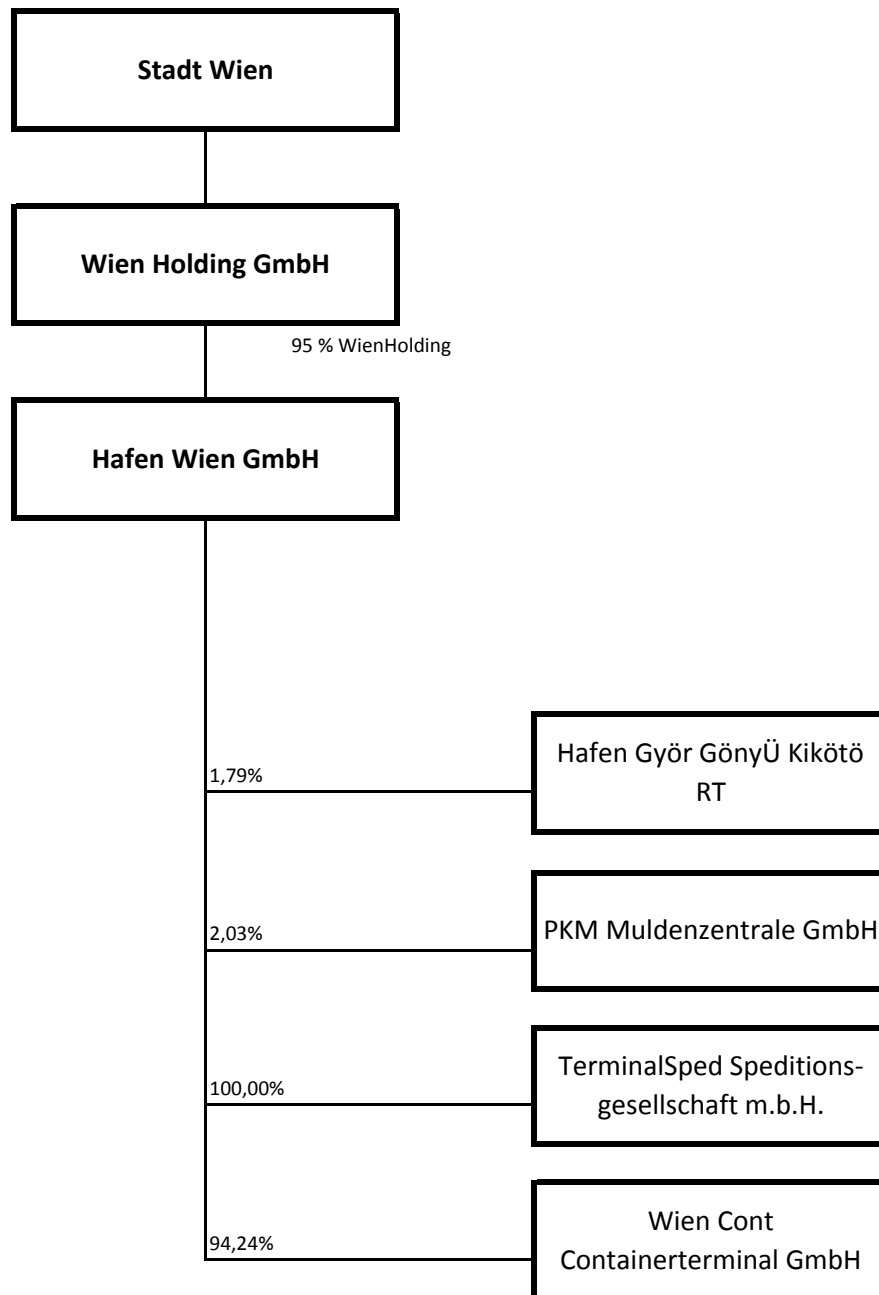 Stadt Wien
Wien Holding GmbH
95 % WienHolding
Hafen Wien GmbH
1,79%
Hafen Györ GönyÜ Kikötö
RT
2,03%
PKM Muldenzentrale GmbH
100,00%
TerminalSped Speditions-
gesellschaft m.b.H.
94,24%
Wien Cont
Containerterminal GmbH